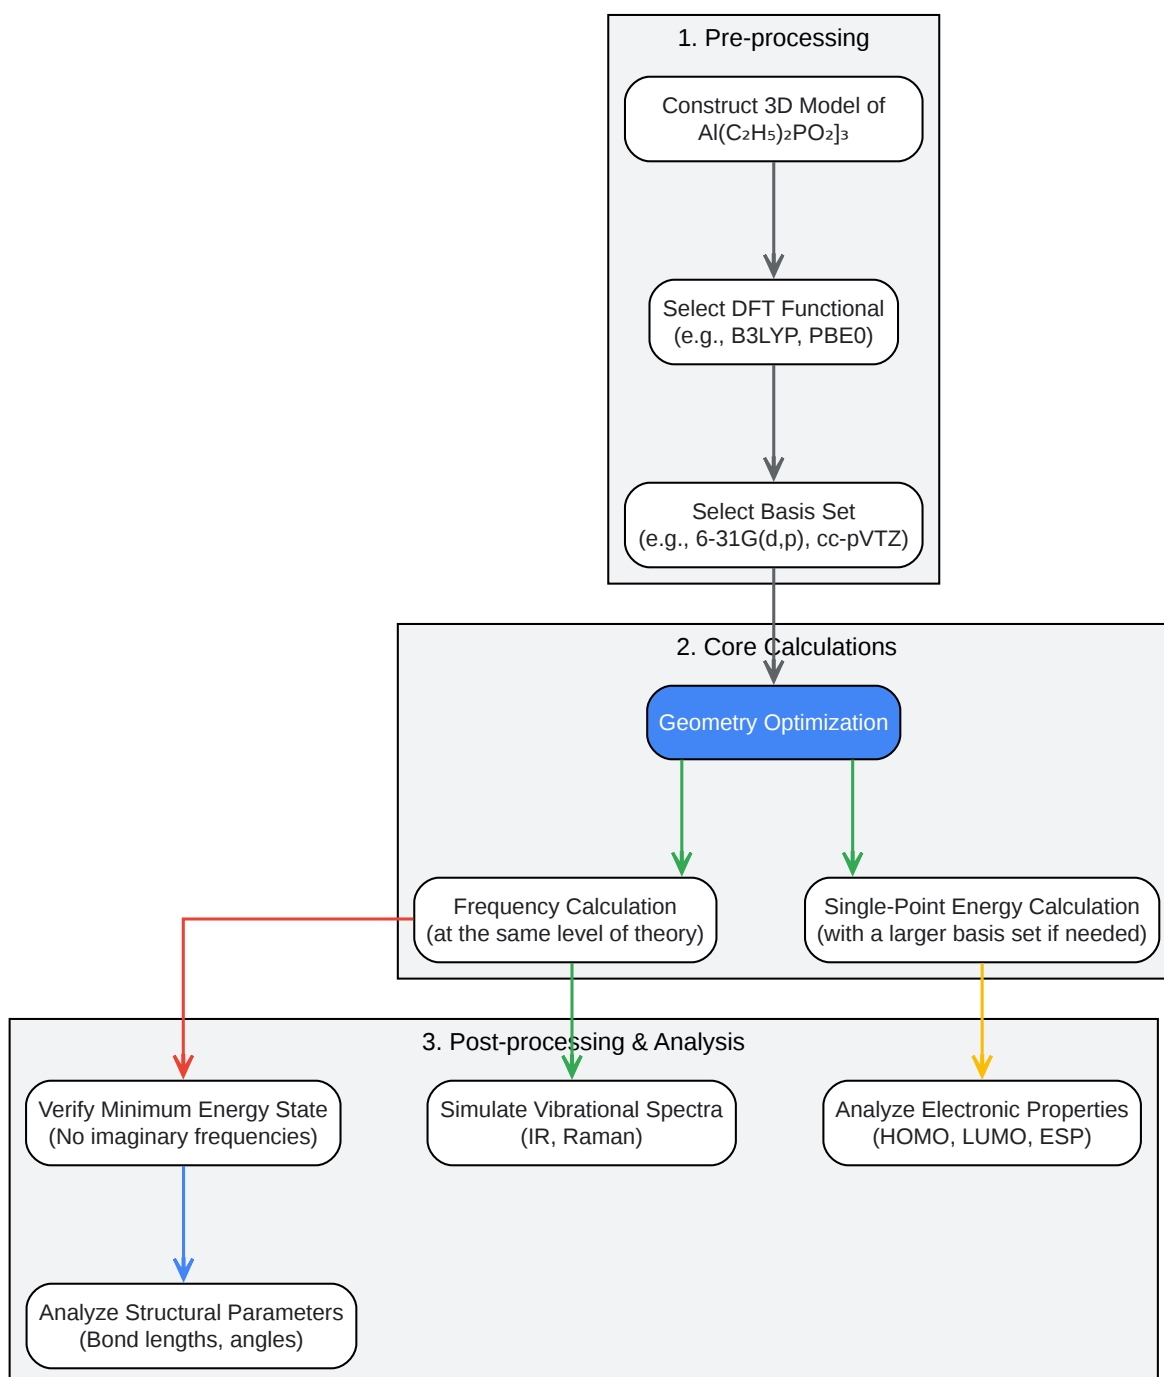 1. Pre-processing
Construct 3D Model of
Al(C₂H₅)₂PO₂]₃
Select DFT Functional
(e.g., B3LYP, PBE0)
Select Basis Set
(e.g., 6-31G(d,p), cc-pVTZ)
2. Core Calculations
Geometry Optimization
Frequency Calculation
(at the same level of theory)
Single-Point Energy Calculation
(with a larger basis set if needed)
3. Post-processing & Analysis
Verify Minimum Energy State
(No imaginary frequencies)
Simulate Vibrational Spectra
(IR, Raman)
Analyze Electronic Properties
(HOMO, LUMO, ESP)
Analyze Structural Parameters
(Bond lengths, angles)